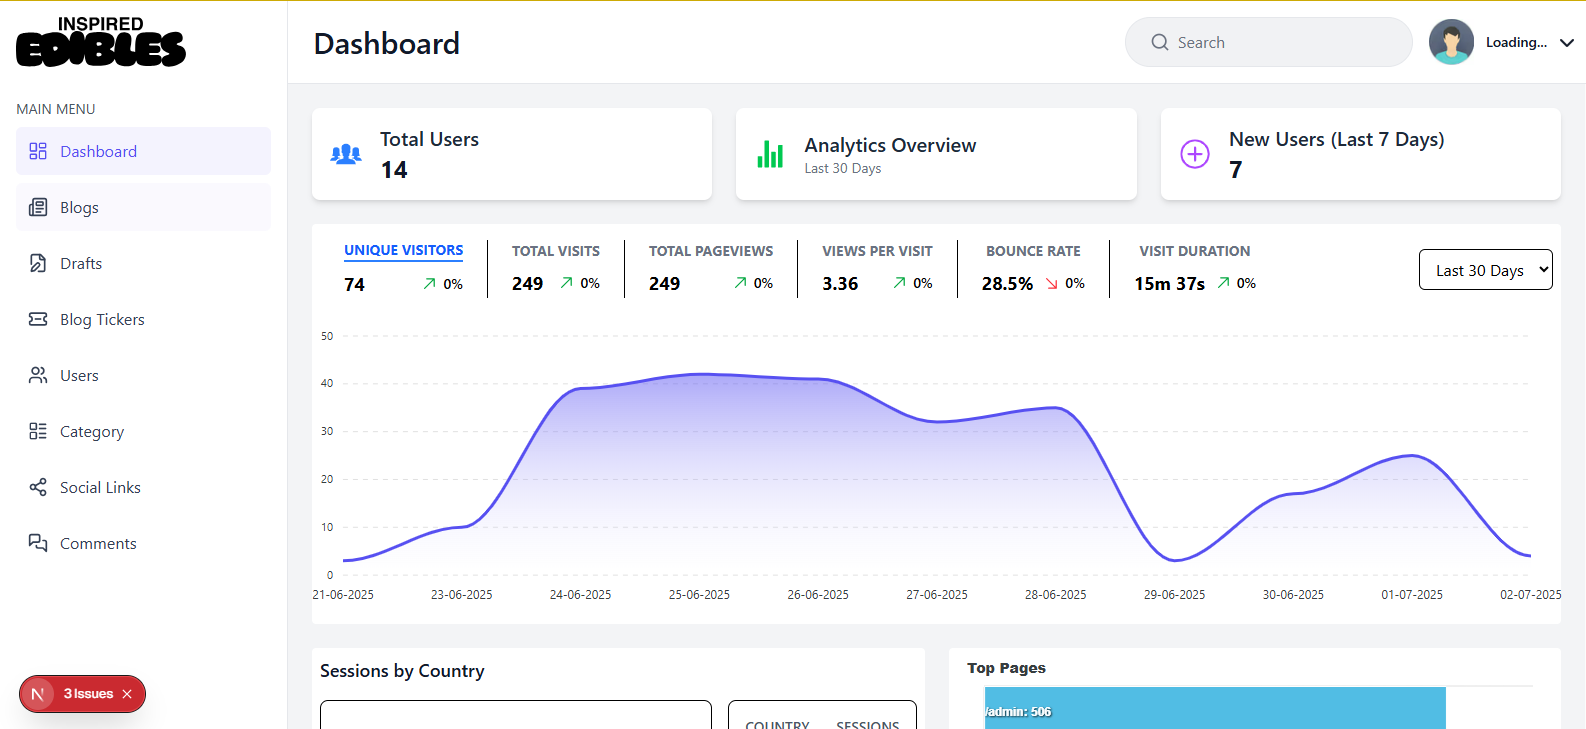 INSPIRED
EDIBLES
Dashboard
Search
Loading...
MAIN MENU
Dashboard
Blogs
Drafts
Blog Tickers
Users
Category
Social Links
Comments
N 3 Issues ×
Total Users
14
Analytics Overview
Last 30 Days
New Users (Last 7 Days)
7
UNIQUE VISITORS TOTAL VISITS TOTAL PAGEVIEWS VIEWS PER VISIT BOUNCE RATE VISIT DURATION
74 0% 249 0% 249 0% 3.36 0% 28.5% 0% 15m 37s 0%
Last 30 Days
50
40
30
20
10
0
21-06-2025 23-06-2025 24-06-2025 25-06-2025 26-06-2025 27-06-2025 28-06-2025 29-06-2025 30-06-2025 01-07-2025 02-07-2025
Sessions by Country
COUNTRY SESSIONS
Top Pages
/admin: 506